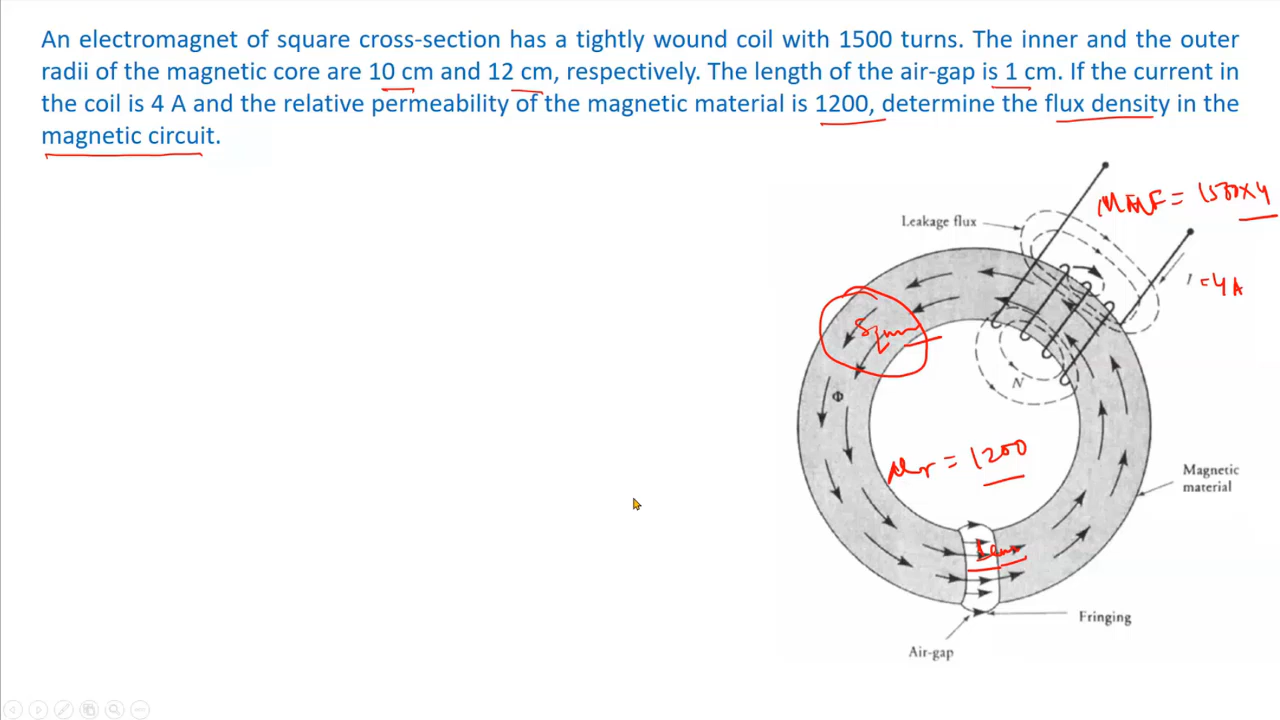 An electromagnet of square cross-section has a tightly wound coil with 1500 turns. The inner and the outer
radii of the magnetic core are 10 cm and 12 cm, respectively. The length of the air-gap is 1 cm. If the current in
the coil is 4 A and the relative permeability of the magnetic material is 1200, determine the flux density in the
magnetic circuit.
MMF = 1500×4
Leakage flux
I = 4A
N
Φ
μr = 1200
Magnetic
material
1cm
Fringing
Air-gap